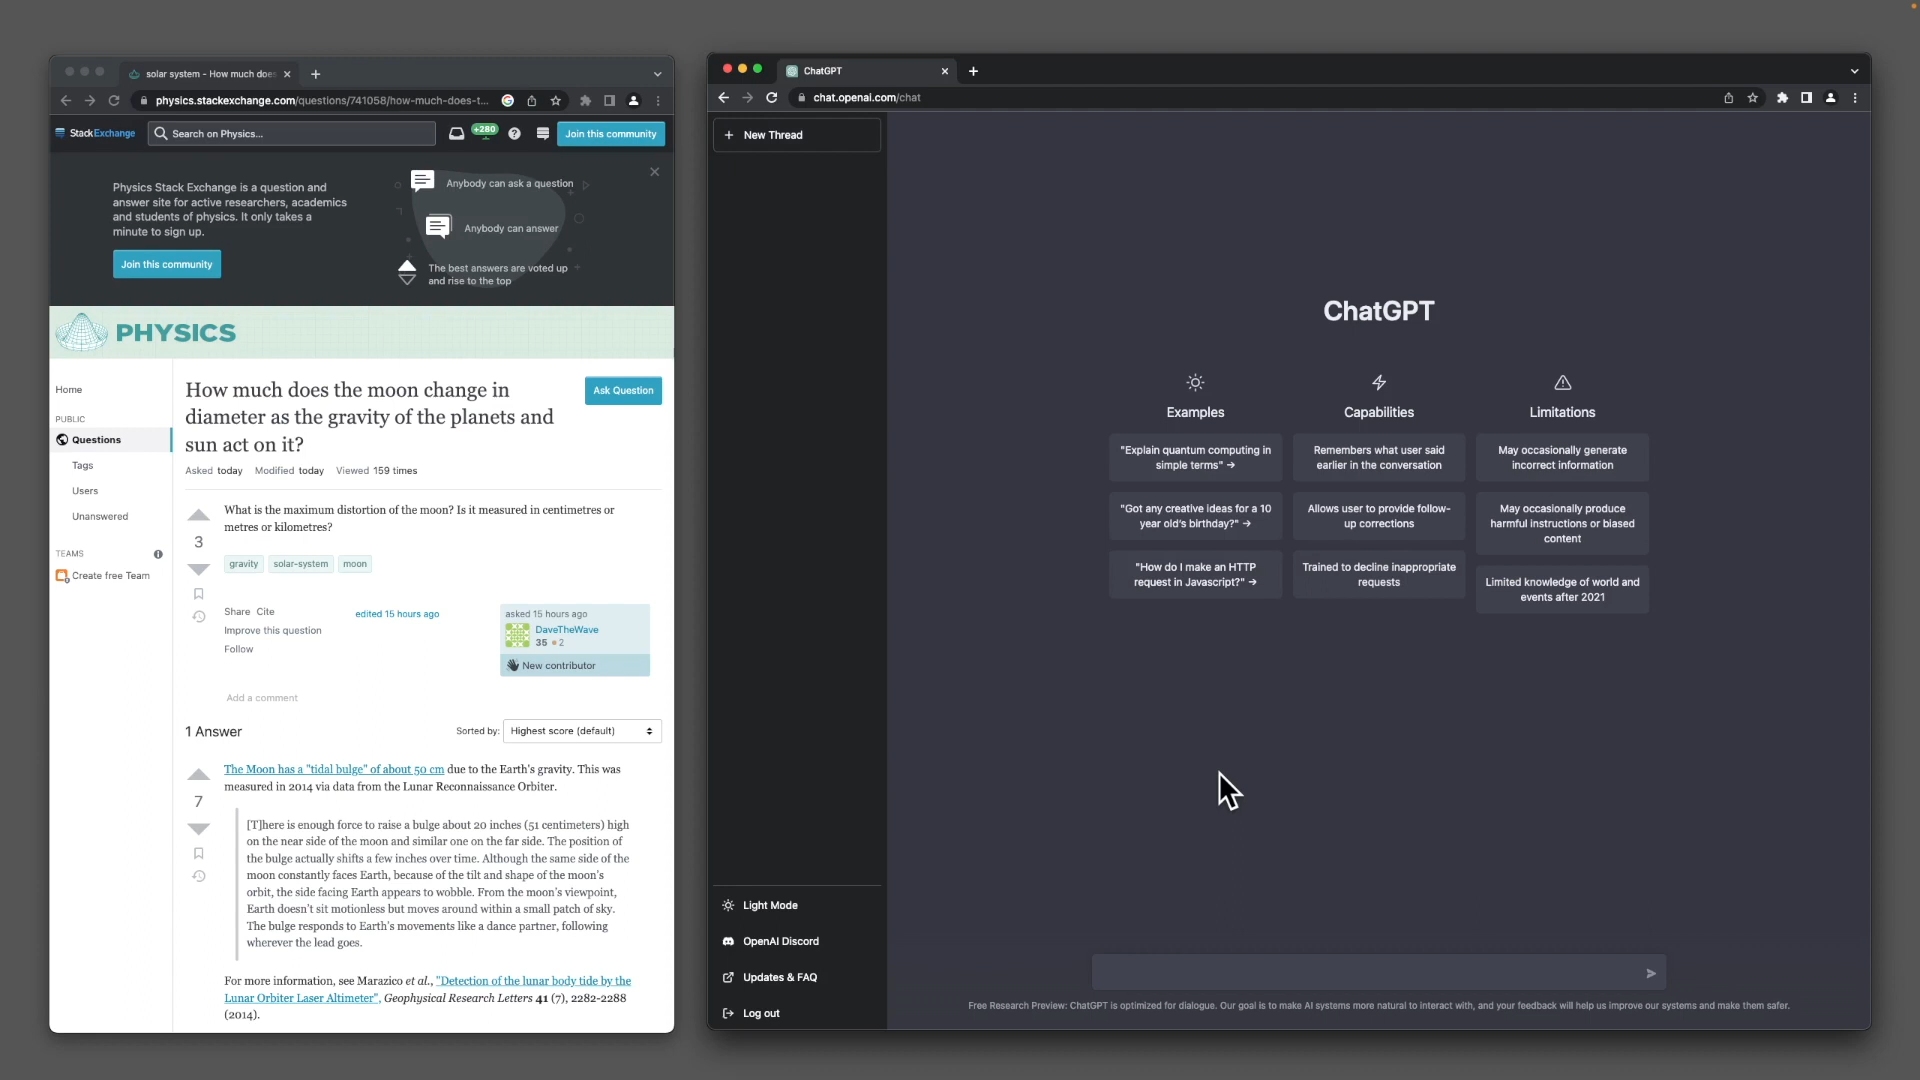 solar system - How much does
physics.stackexchange.com/questions/741058/how-much-does-t...
StackExchange
Search on Physics...
+280
Join this community
Physics Stack Exchange is a question and
answer site for active researchers, academics
and students of physics. It only takes a
minute to sign up.
Join this community
Anybody can ask a question
Anybody can answer
The best answers are voted up
and rise to the top
PHYSICS
Home
PUBLIC
Questions
Tags
Users
Unanswered
TEAMS
Create free Team
How much does the moon change in
diameter as the gravity of the planets and
sun act on it?
Ask Question
Asked today Modified today Viewed 159 times
What is the maximum distortion of the moon? Is it measured in centimetres or
metres or kilometres?
3
gravity solar-system moon
Share Cite
Improve this question
Follow
edited 15 hours ago
asked 15 hours ago
DaveTheWave
35 2
New contributor
Add a comment
1 Answer
Sorted by: Highest score (default)
7
The Moon has a "tidal bulge" of about 50 cm due to the Earth's gravity. This was
measured in 2014 via data from the Lunar Reconnaissance Orbiter.
[T]here is enough force to raise a bulge about 20 inches (51 centimeters) high
on the near side of the moon and similar one on the far side. The position of
the bulge actually shifts a few inches over time. Although the same side of the
moon constantly faces Earth, because of the tilt and shape of the moon's
orbit, the side facing Earth appears to wobble. From the moon's viewpoint,
Earth doesn't sit motionless but moves around within a small patch of sky.
The bulge responds to Earth's movements like a dance partner, following
wherever the lead goes.
For more information, see Marazico et al., "Detection of the lunar body tide by the
Lunar Orbiter Laser Altimeter", Geophysical Research Letters 41 (7), 2282-2288
(2014).
ChatGPT
chat.openai.com/chat
New Thread
Light Mode
OpenAI Discord
Updates & FAQ
Log out
ChatGPT
Examples
"Explain quantum computing in
simple terms" →
"Got any creative ideas for a 10
year old's birthday?" →
"How do I make an HTTP
request in Javascript?" →
Capabilities
Remembers what user said
earlier in the conversation
Allows user to provide follow-
up corrections
Trained to decline inappropriate
requests
Limitations
May occasionally generate
incorrect information
May occasionally produce
harmful instructions or biased
content
Limited knowledge of world and
events after 2021
Free Research Preview: ChatGPT is optimized for dialogue. Our goal is to make AI systems more natural to interact with, and your feedback will help us improve our systems and make them safer.